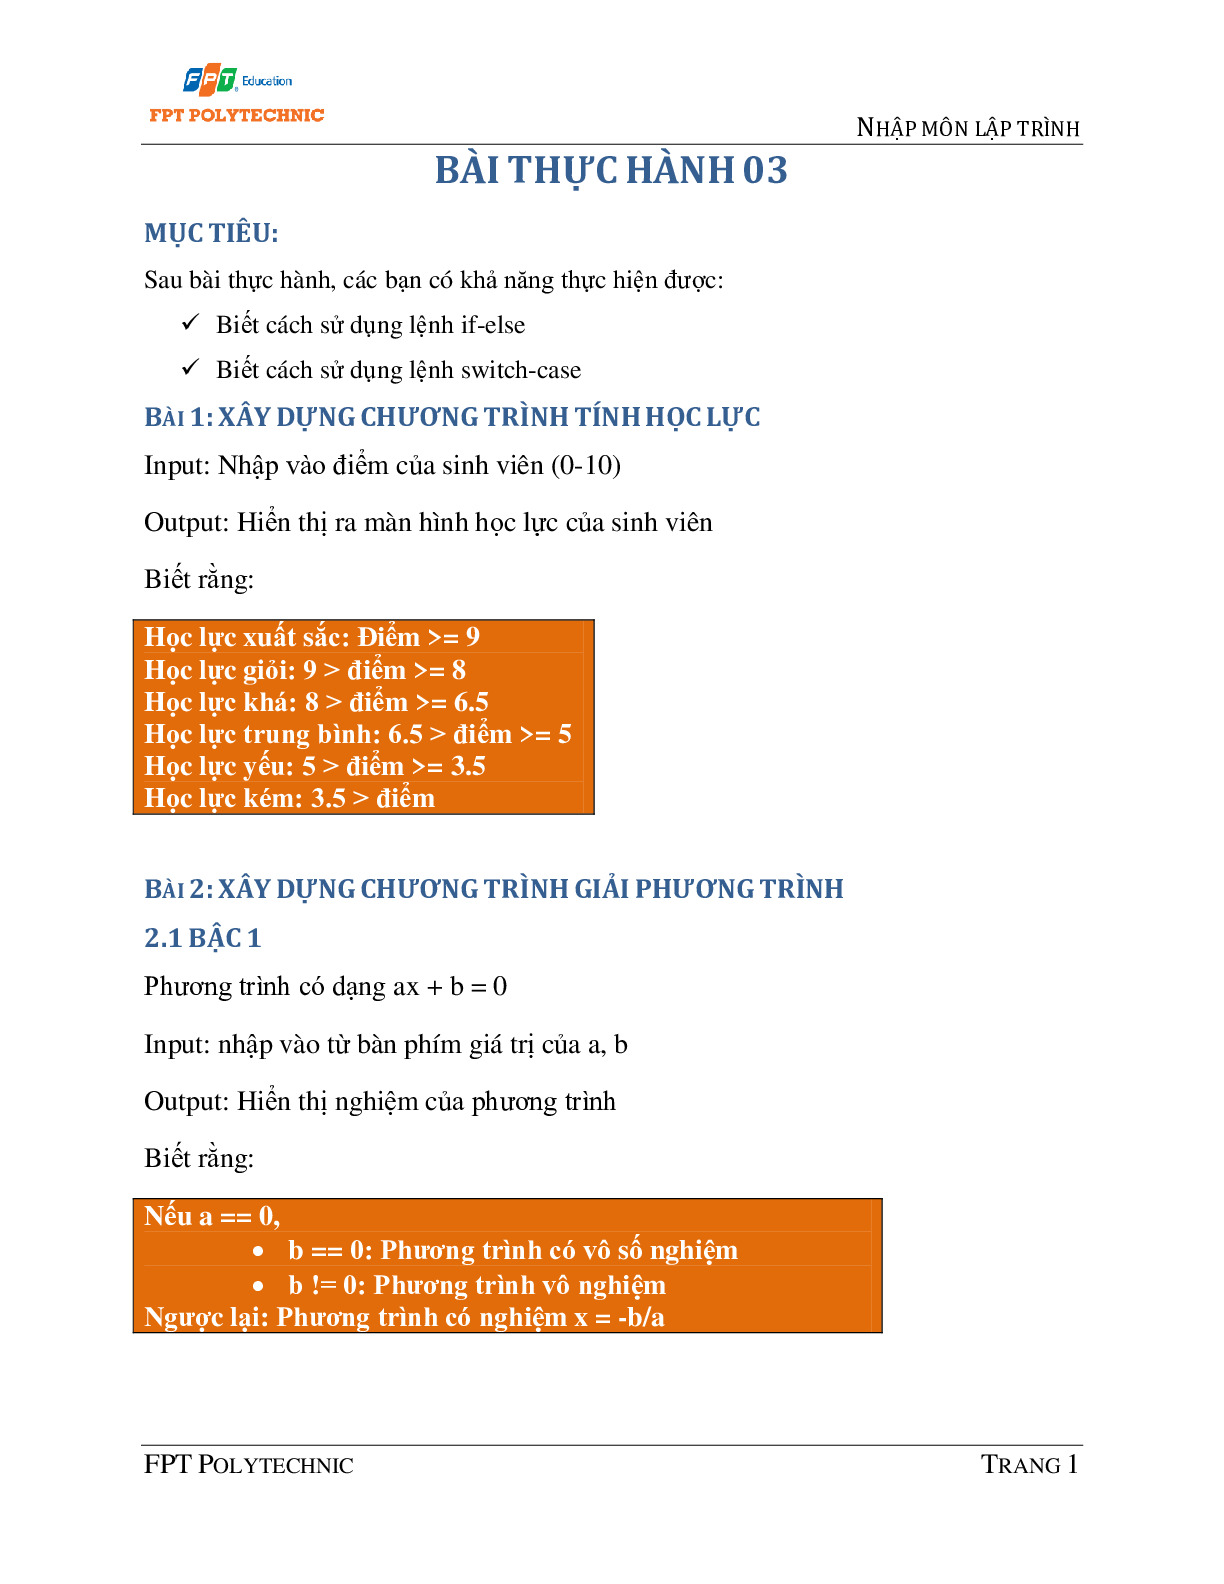 FPT Education
FPT POLYTECHNIC
NHẬP MÔN LẬP TRÌNH
BÀI THỰC HÀNH 03
MỤC TIÊU:
Sau bài thực hành, các bạn có khả năng thực hiện được:
✓ Biết cách sử dụng lệnh if-else
✓ Biết cách sử dụng lệnh switch-case
BÀI 1: XÂY DỰNG CHƯƠNG TRÌNH TÍNH HỌC LỰC
Input: Nhập vào điểm của sinh viên (0-10)
Output: Hiển thị ra màn hình học lực của sinh viên
Biết rằng:
Học lực xuất sắc: Điểm >= 9
Học lực giỏi: 9 > điểm >= 8
Học lực khá: 8 > điểm >= 6.5
Học lực trung bình: 6.5 > điểm >= 5
Học lực yếu: 5 > điểm >= 3.5
Học lực kém: 3.5 > điểm
BÀI 2: XÂY DỰNG CHƯƠNG TRÌNH GIẢI PHƯƠNG TRÌNH
2.1 BẬC 1
Phương trình có dạng ax + b = 0
Input: nhập vào từ bàn phím giá trị của a, b
Output: Hiển thị nghiệm của phương trình
Biết rằng:
Nếu a == 0,
• b == 0: Phương trình có vô số nghiệm
• b != 0: Phương trình vô nghiệm
Ngược lại: Phương trình có nghiệm x = -b/a
FPT POLYTECHNIC
TRANG 1